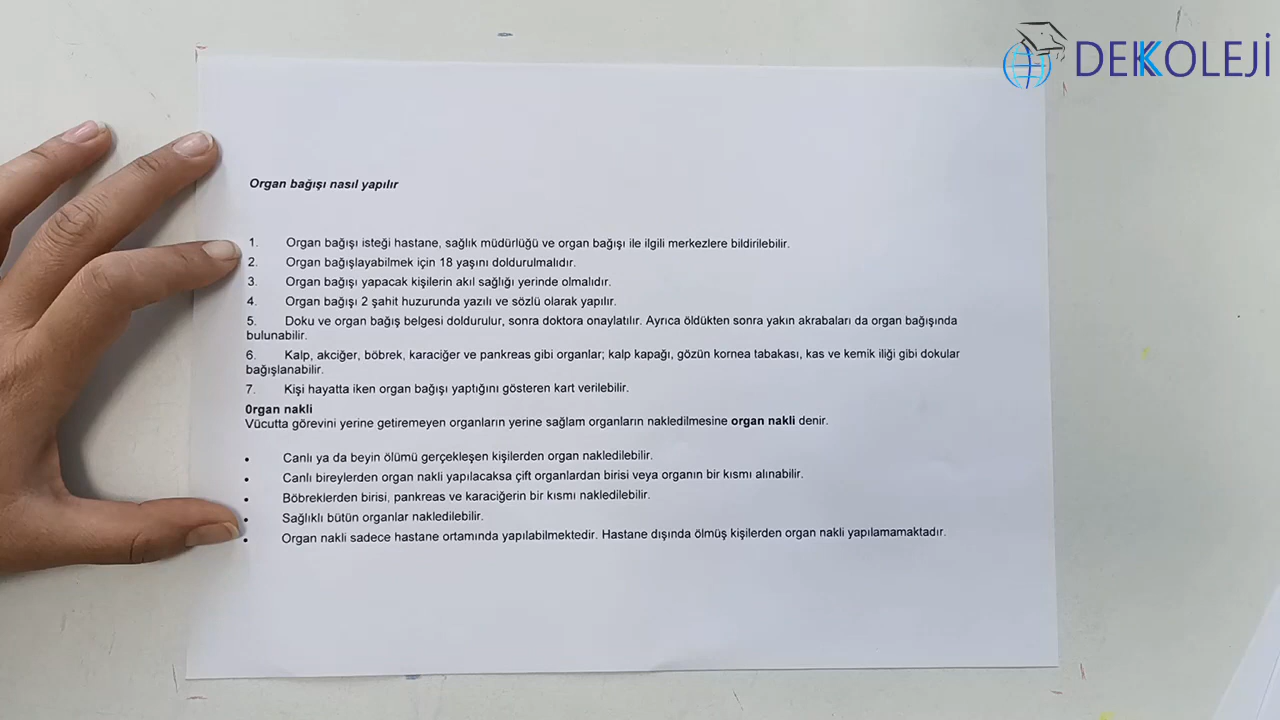 DEKKOLEJİ
Organ bağışı nasıl yapılır
1. Organ bağışı isteği hastane, sağlık müdürlüğü ve organ bağışı ile ilgili merkezlere bildirilebilir.
2. Organ bağışlayabilmek için 18 yaşını doldurulmalıdır.
3. Organ bağışı yapacak kişilerin akıl sağlığı yerinde olmalıdır.
4. Organ bağışı 2 şahit huzurunda yazılı ve sözlü olarak yapılır.
5. Doku ve organ bağış belgesi doldurulur, sonra doktora onaylatılır. Ayrıca öldükten sonra yakın akrabaları da organ bağışında
bulunabilir.
6. Kalp, akciğer, böbrek, karaciğer ve pankreas gibi organlar; kalp kapağı, gözün kornea tabakası, kas ve kemik iliği gibi dokular
bağışlanabilir.
7. Kişi hayatta iken organ bağışı yaptığını gösteren kart verilebilir.
0rgan nakli
Vücutta görevini yerine getiremeyen organların yerine sağlam organların nakledilmesine organ nakli denir.
• Canlı ya da beyin ölümü gerçekleşen kişilerden organ nakledilebilir.
• Canlı bireylerden organ nakli yapılacaksa çift organlardan birisi veya organın bir kısmı alınabilir.
• Böbreklerden birisi, pankreas ve karaciğerin bir kısmı nakledilebilir.
• Sağlıklı bütün organlar nakledilebilir.
• Organ nakli sadece hastane ortamında yapılabilmektedir. Hastane dışında ölmüş kişilerden organ nakli yapılamamaktadır.